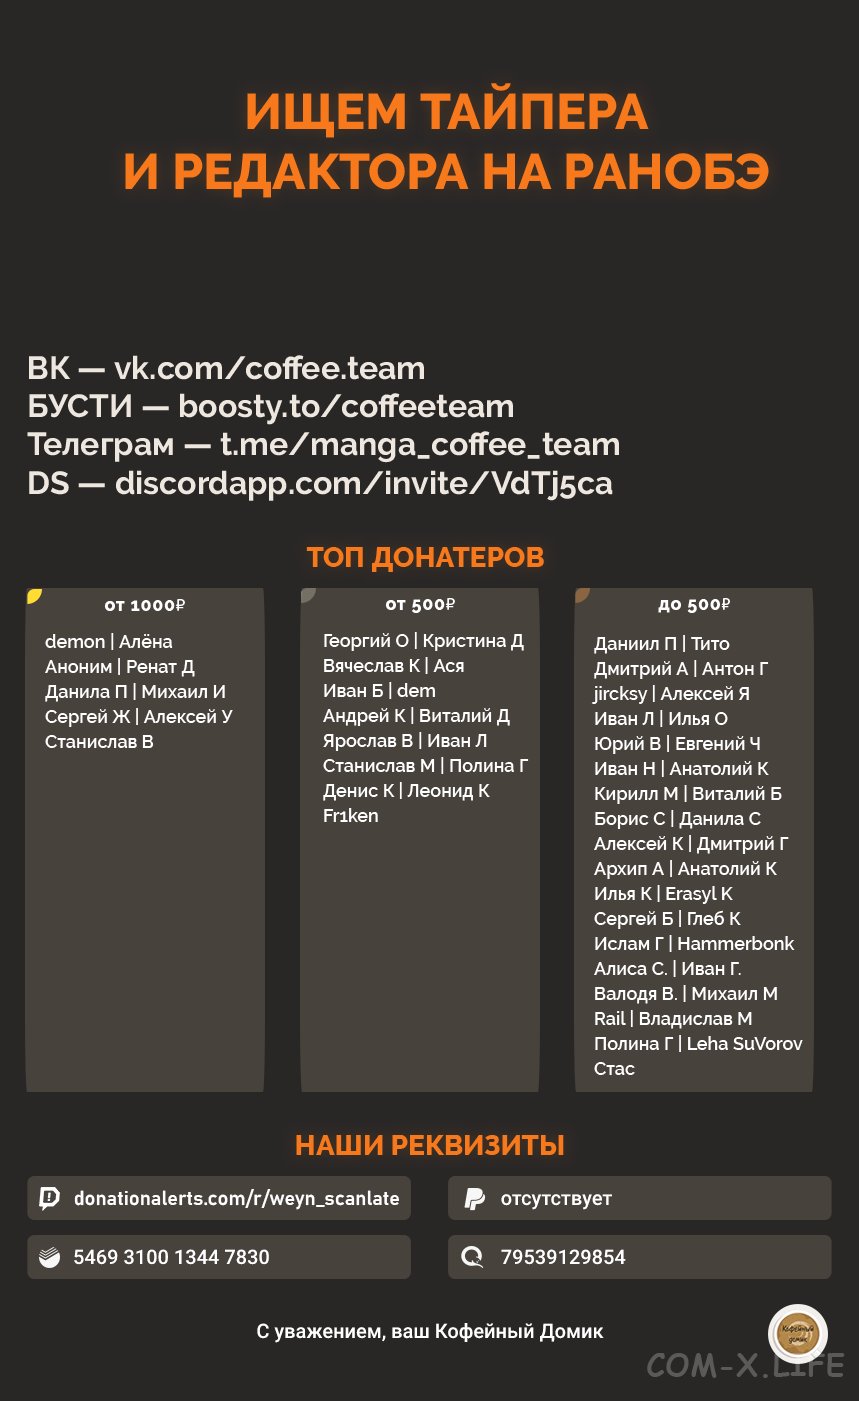 ИЩЕМ ТАЙПЕРА
И РЕДАКТОРА НА РАНОБЭ
ВК — vk.com/coffee.team
БУСТИ — boosty.to/coffeeteam
Телеграм — t.me/manga_coffee_team
DS — discordapp.com/invite/VdTj5ca
ТОП ДОНАТЕРОВ
от 1000₽
demon | Алёна
Аноним | Ренат Д
Данила П | Михаил И
Сергей Ж | Алексей У
Станислав В
от 500₽
Георгий О | Кристина Д
Вячеслав К | Ася
Иван Б | dem
Андрей К | Виталий Д
Ярослав В | Иван Л
Станислав М | Полина Г
Денис К | Леонид К
Fr1ken
до 500₽
Даниил П | Тито
Дмитрий А | Антон Г
jircksy | Алексей Я
Иван Л | Илья О
Юрий В | Евгений Ч
Иван Н | Анатолий К
Кирилл М | Виталий Б
Борис С | Данила С
Алексей К | Дмитрий Г
Архип А | Анатолий К
Илья К | Erasyl K
Сергей Б | Глеб К
Ислам Г | Hammerbonk
Алиса С. | Иван Г.
Валодя В. | Михаил М
Rail | Владислав М
Полина Г | Leha SuVorov
Стас
НАШИ РЕКВИЗИТЫ
donationalerts.com/r/weyn_scanlate
отсутствует
5469 3100 1344 7830
79539129854
С уважением, ваш Кофейный Домик
Кофейный
домик
COM-X.LIFE